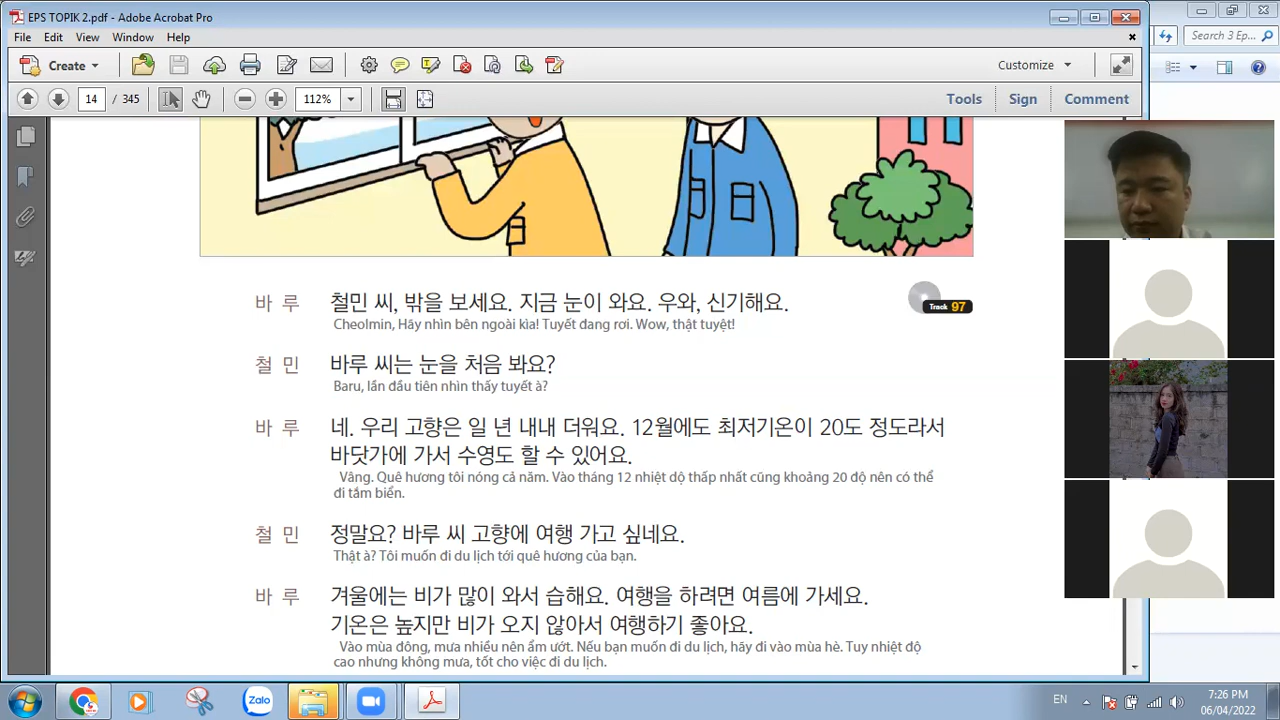 EPS TOPIK 2.pdf - Adobe Acrobat Pro
File Edit View Window Help
Search 3 Ep...
Create
Customize
14 / 345
112%
Tools Sign Comment
바 루 철민 씨, 밖을 보세요. 지금 눈이 와요. 우와, 신기해요.
Track 97
Cheolmin, Hãy nhìn bên ngoài kìa! Tuyết đang rơi. Wow, thật tuyệt!
철 민 바루 씨는 눈을 처음 봐요?
Baru, lần đầu tiên nhìn thấy tuyết à?
바 루 네. 우리 고향은 일 년 내내 더워요. 12월에도 최저기온이 20도 정도라서
바닷가에 가서 수영도 할 수 있어요.
Vâng. Quê hương tôi nóng cả năm. Vào tháng 12 nhiệt độ thấp nhất cũng khoảng 20 độ nên có thể
đi tắm biển.
철 민 정말요? 바루 씨 고향에 여행 가고 싶네요.
Thật à? Tôi muốn đi du lịch tới quê hương của bạn.
바 루 겨울에는 비가 많이 와서 습해요. 여행을 하려면 여름에 가세요.
기온은 높지만 비가 오지 않아서 여행하기 좋아요.
Vào mùa đông, mưa nhiều nên ẩm ướt. Nếu bạn muốn đi du lịch, hãy đi vào mùa hè. Tuy nhiệt độ
cao nhưng không mưa, tốt cho việc đi du lịch.
Zalo
EN
7:26 PM
06/04/2022